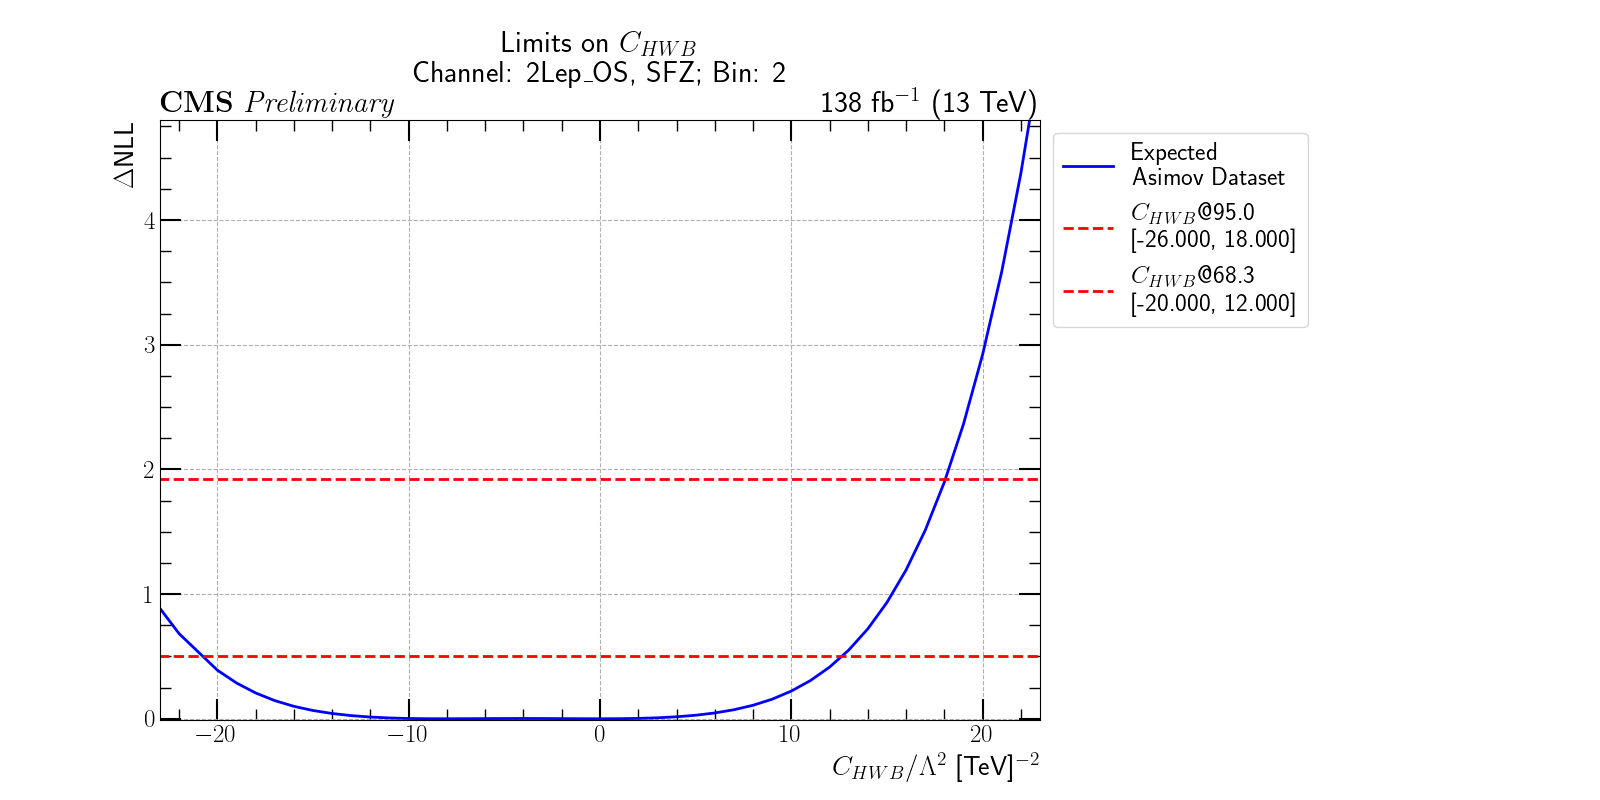 Limits on C_{HWB}
Channel: 2Lep_OS, SFZ; Bin: 2
CMS Preliminary
138 fb^{-1} (13 TeV)
ΔNLL
4
3
2
1
0
−20
−10
0
10
20
C_{HWB}/Λ^2 [TeV]^{-2}
Expected
Asimov Dataset
C_{HWB}@95.0
[-26.000, 18.000]
C_{HWB}@68.3
[-20.000, 12.000]